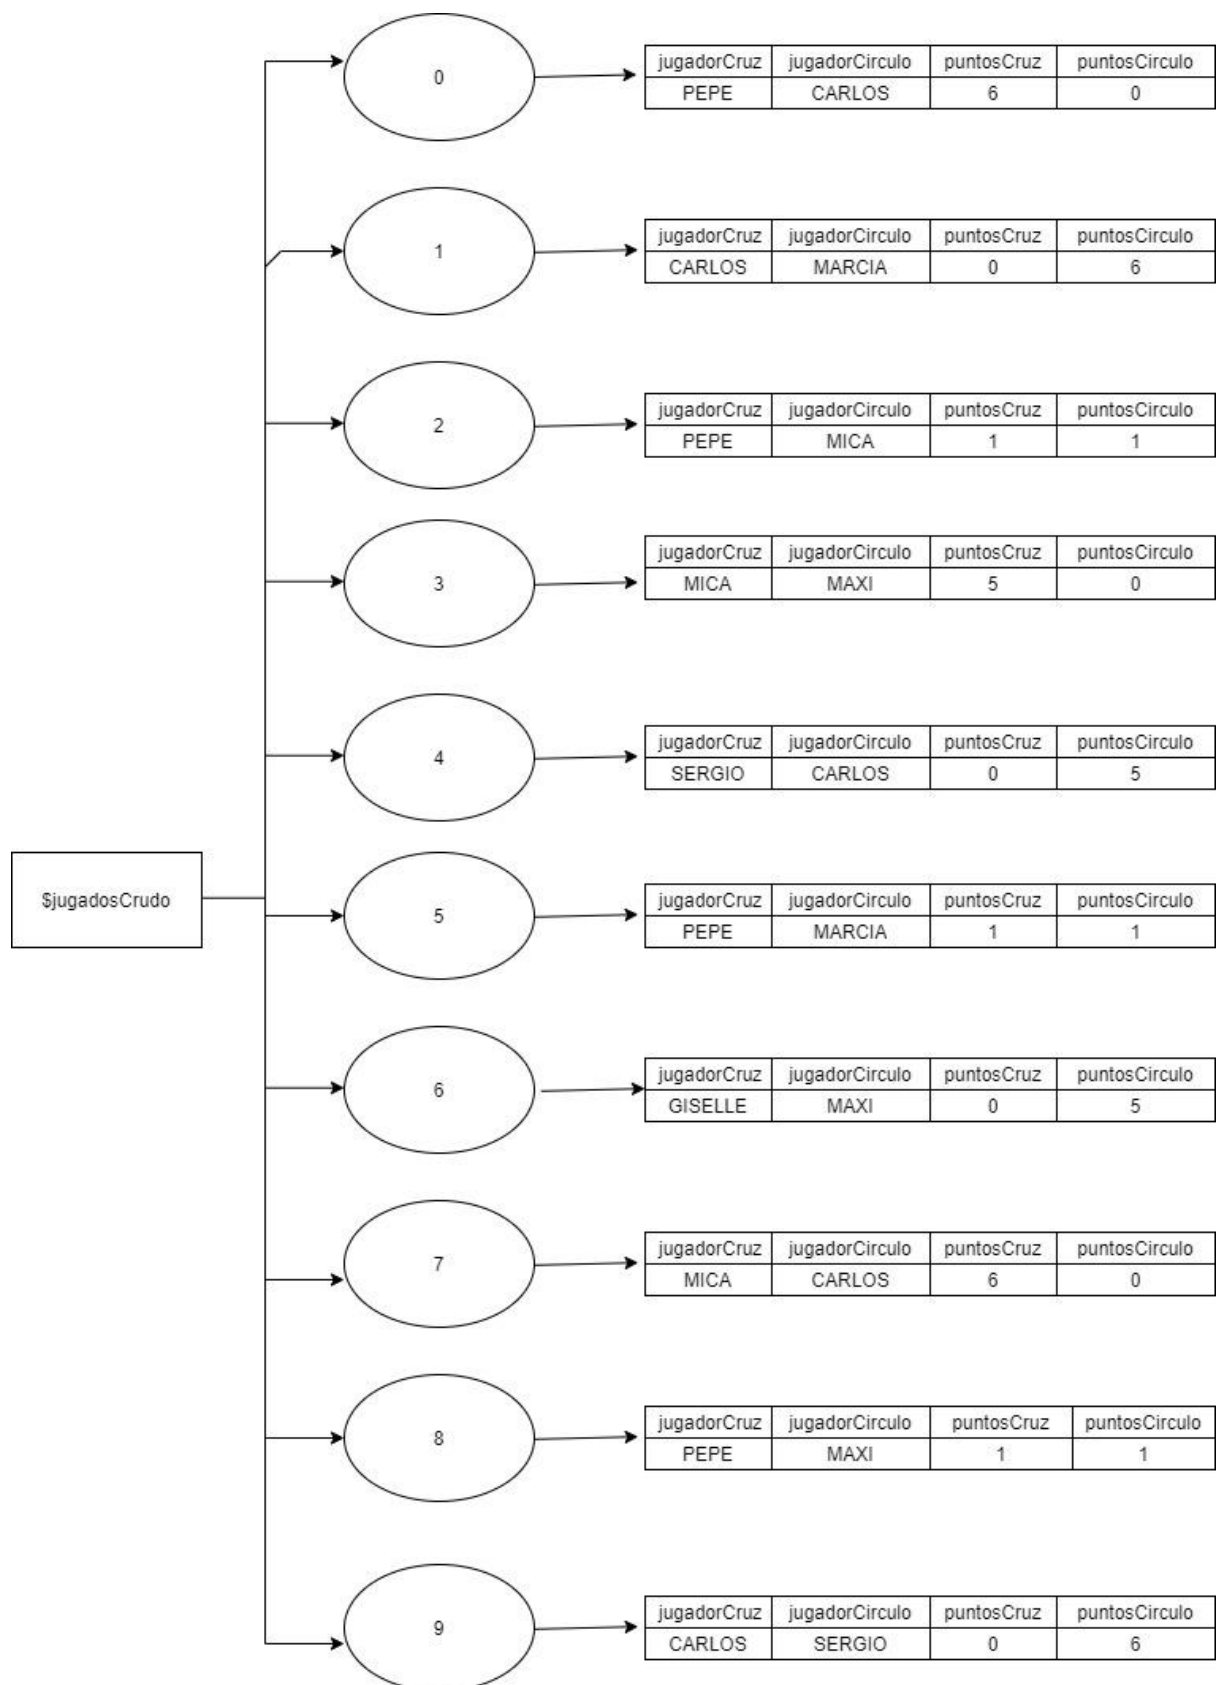 0
jugadorCruz jugadorCirculo puntosCruz puntosCirculo
PEPE CARLOS 6 0
1
jugadorCruz jugadorCirculo puntosCruz puntosCirculo
CARLOS MARCIA 0 6
2
jugadorCruz jugadorCirculo puntosCruz puntosCirculo
PEPE MICA 1 1
3
jugadorCruz jugadorCirculo puntosCruz puntosCirculo
MICA MAXI 5 0
4
jugadorCruz jugadorCirculo puntosCruz puntosCirculo
SERGIO CARLOS 0 5
$jugadosCrudo
5
jugadorCruz jugadorCirculo puntosCruz puntosCirculo
PEPE MARCIA 1 1
6
jugadorCruz jugadorCirculo puntosCruz puntosCirculo
GISELLE MAXI 0 5
7
jugadorCruz jugadorCirculo puntosCruz puntosCirculo
MICA CARLOS 6 0
8
jugadorCruz jugadorCirculo puntosCruz puntosCirculo
PEPE MAXI 1 1
9
jugadorCruz jugadorCirculo puntosCruz puntosCirculo
CARLOS SERGIO 0 6